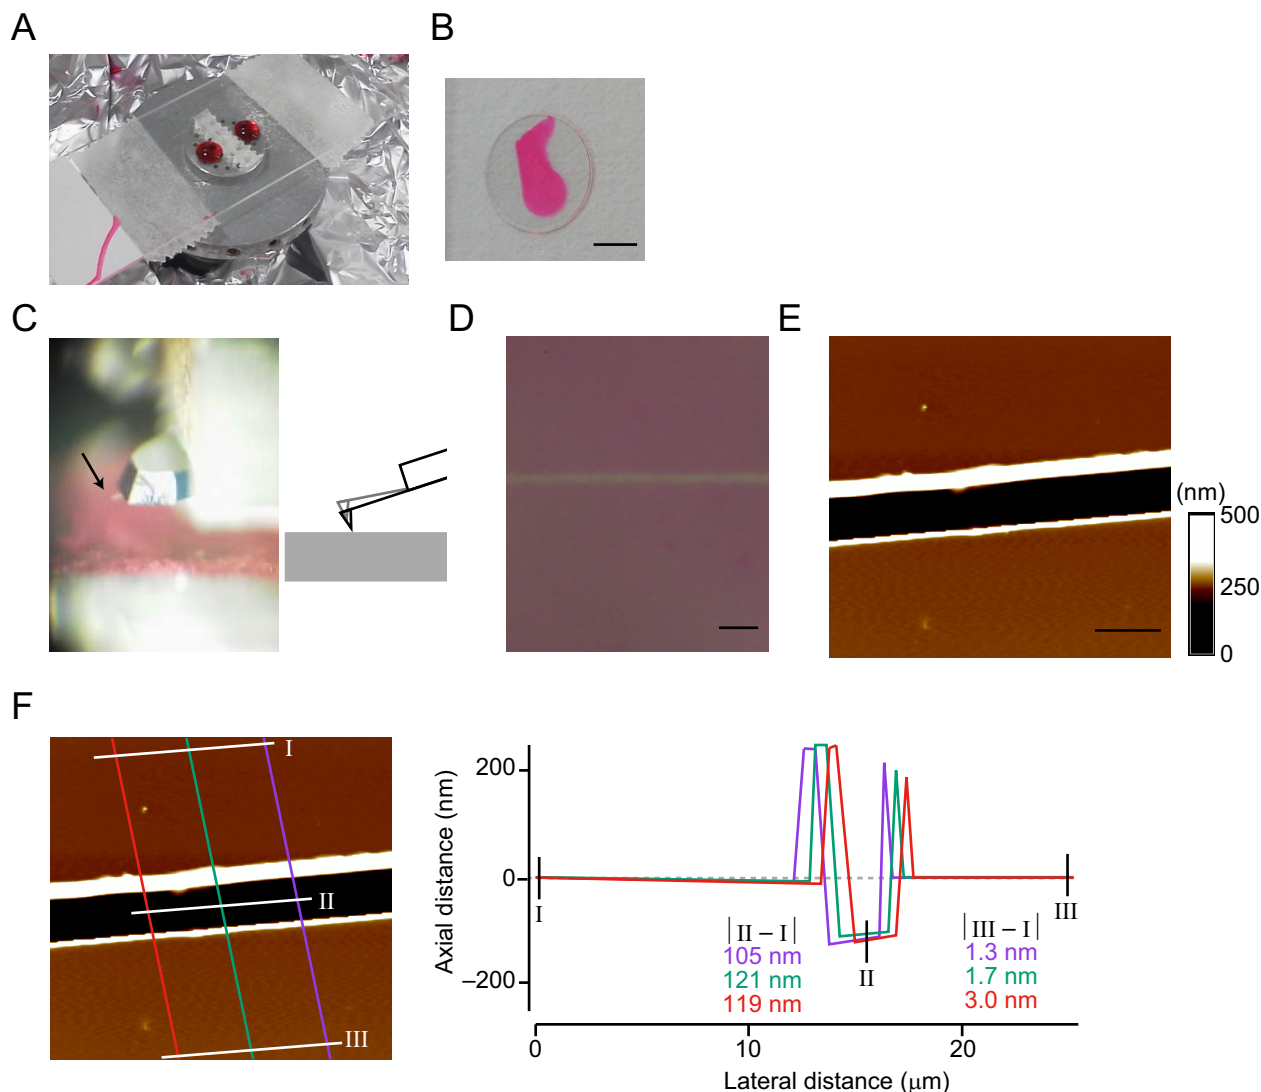 A
B
C
D
E
(nm)
500
250
0
F
I
II
III
Axial distance (nm)
200
0
–200
I
II
III
|II – I|
105 nm
121 nm
119 nm
|III – I|
1.3 nm
1.7 nm
3.0 nm
0
10
20
Lateral distance (μm)